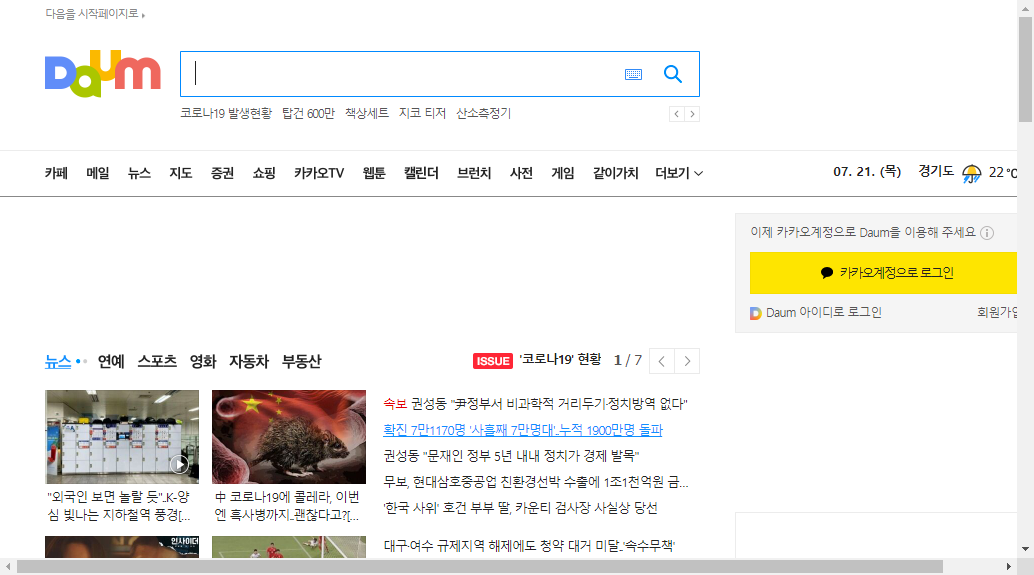 다음을 시작페이지로
Daum
코로나19 발생현황 탑건 600만 책상세트 지코 티저 산소측정기
카페 메일 뉴스 지도 증권 쇼핑 카카오TV 웹툰 캘린더 브런치 사전 게임 같이가치 더보기
07. 21. (목) 경기도 22 °C
이제 카카오계정으로 Daum을 이용해 주세요
카카오계정으로 로그인
Daum 아이디로 로그인 회원가입
뉴스 연예 스포츠 영화 자동차 부동산
ISSUE '코로나19' 현황 1 / 7
"외국인 보면 놀랄 듯"..K-양
심 빛나는 지하철역 풍경[...
中 코로나19에 콜레라, 이번
엔 흑사병까지..괜찮다고?[...
속보 권성동 "尹정부서 비과학적 거리두기·정치방역 없다"
확진 7만1170명 '사흘째 7만명대'..누적 1900만명 돌파
권성동 "문재인 정부 5년 내내 정치가 경제 발목"
무보, 현대삼호중공업 친환경선박 수출에 1조1천억원 금...
'한국 사위' 호건 부부 딸, 카운티 검사장 사실상 당선
대구·여수 규제지역 해제에도 청약 대거 미달..'속수무책'
인사이더